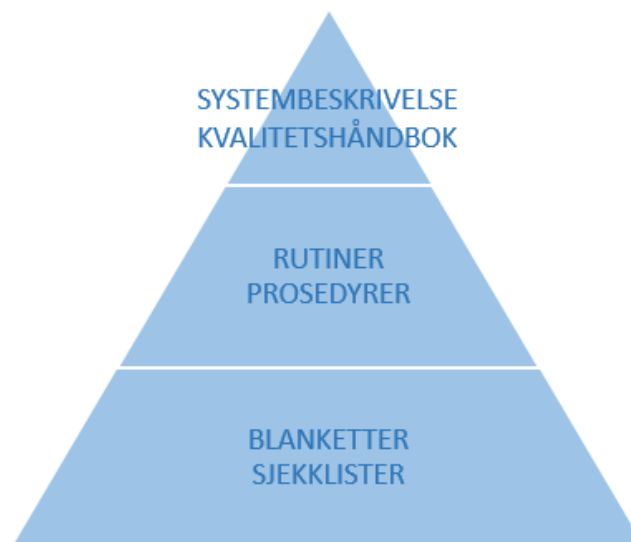 SYSTEMBESKRIVELSE
KVALITETSHÅNDBOK
RUTINER
PROSEDYRER
BLANKETTER
SJEKKLISTER